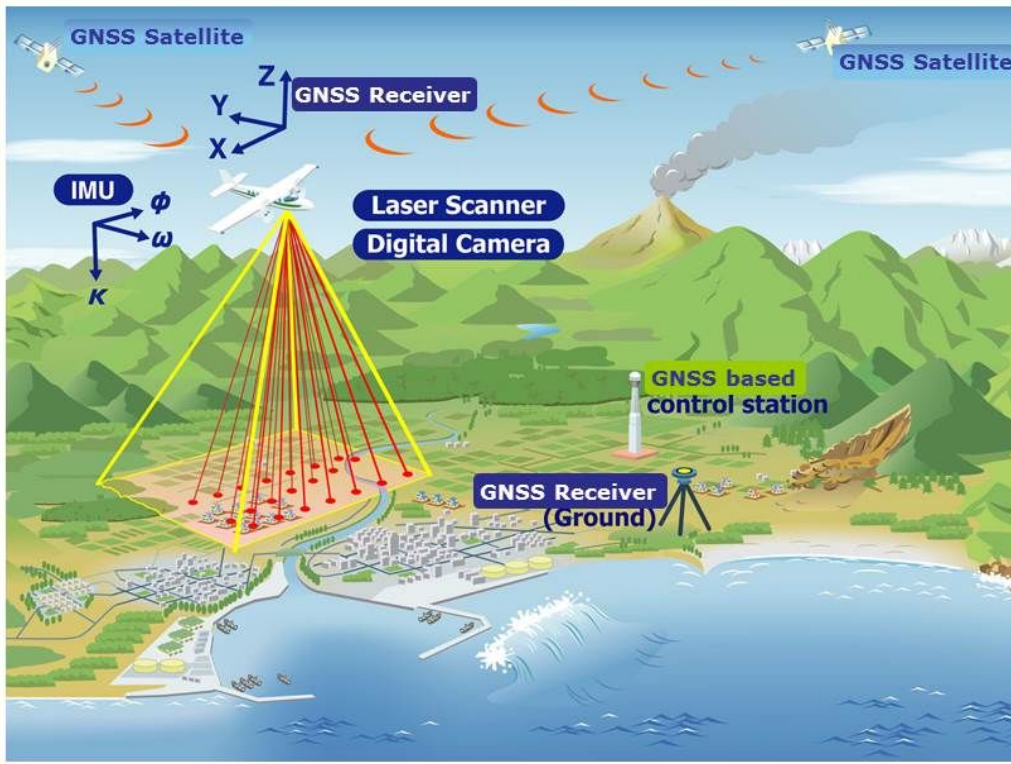 GNSS Satellite
GNSS Satellite
Z
GNSS Receiver
Y
X
IMU
ϕ
ω
κ
Laser Scanner
Digital Camera
GNSS based
control station
GNSS Receiver
(Ground)